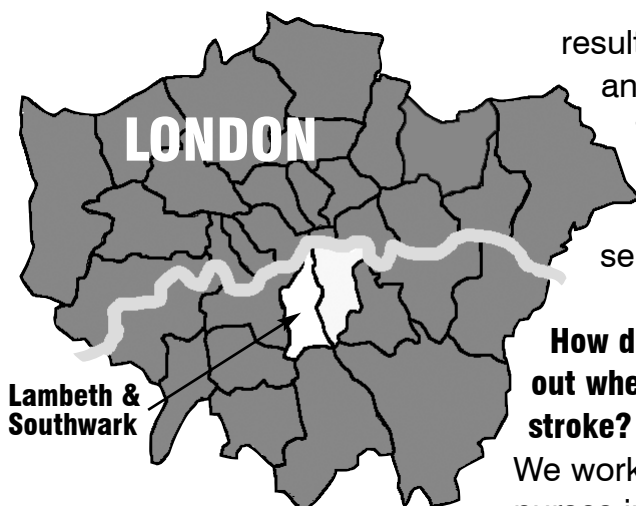 LONDON
Lambeth &
Southwark
result
an
se
How d
out whe
stroke?
We work